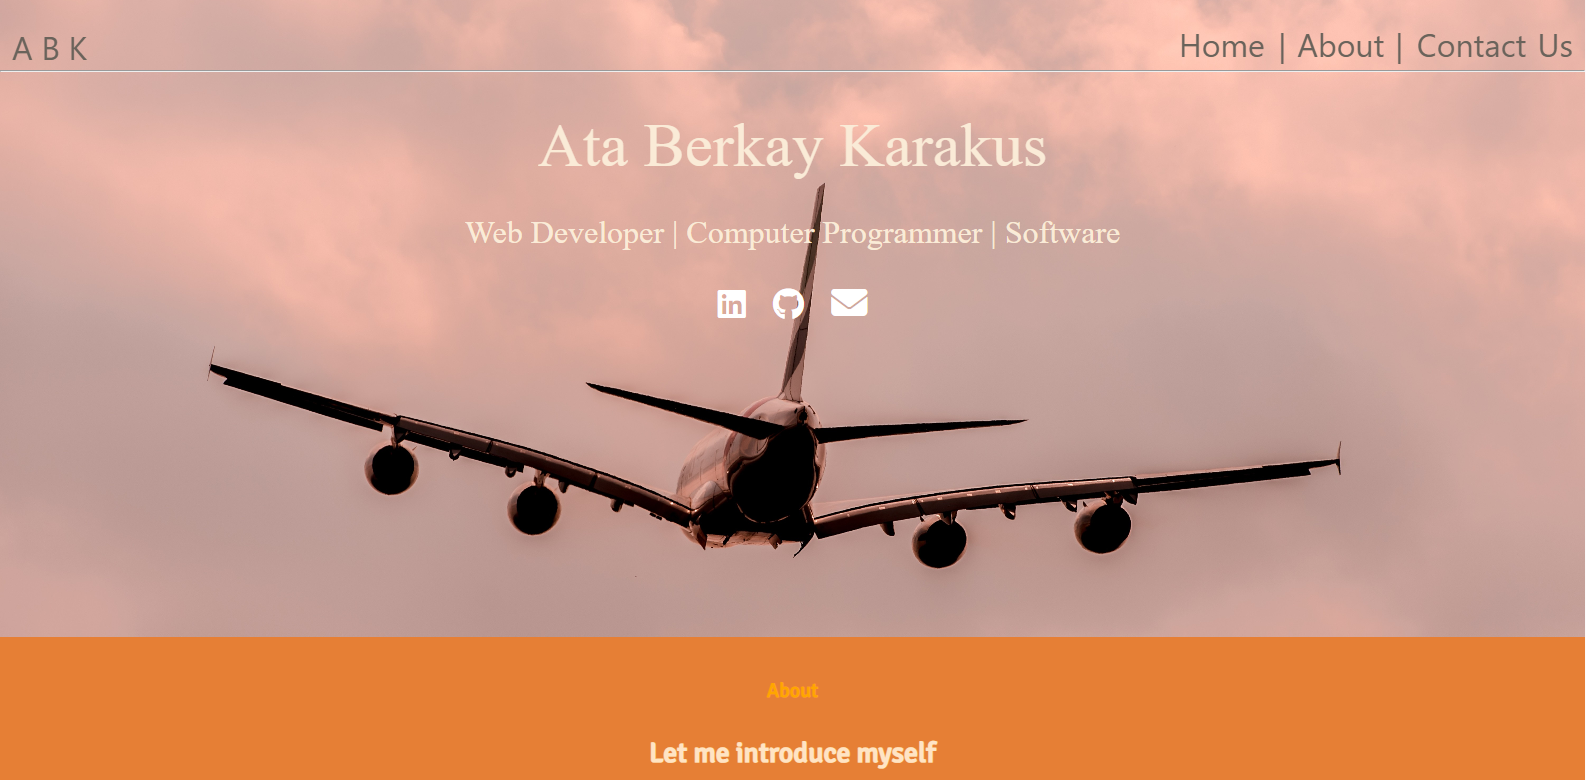 A B K
Home | About | Contact Us
Ata Berkay Karakus
Web Developer | Computer Programmer | Software
About
Let me introduce myself